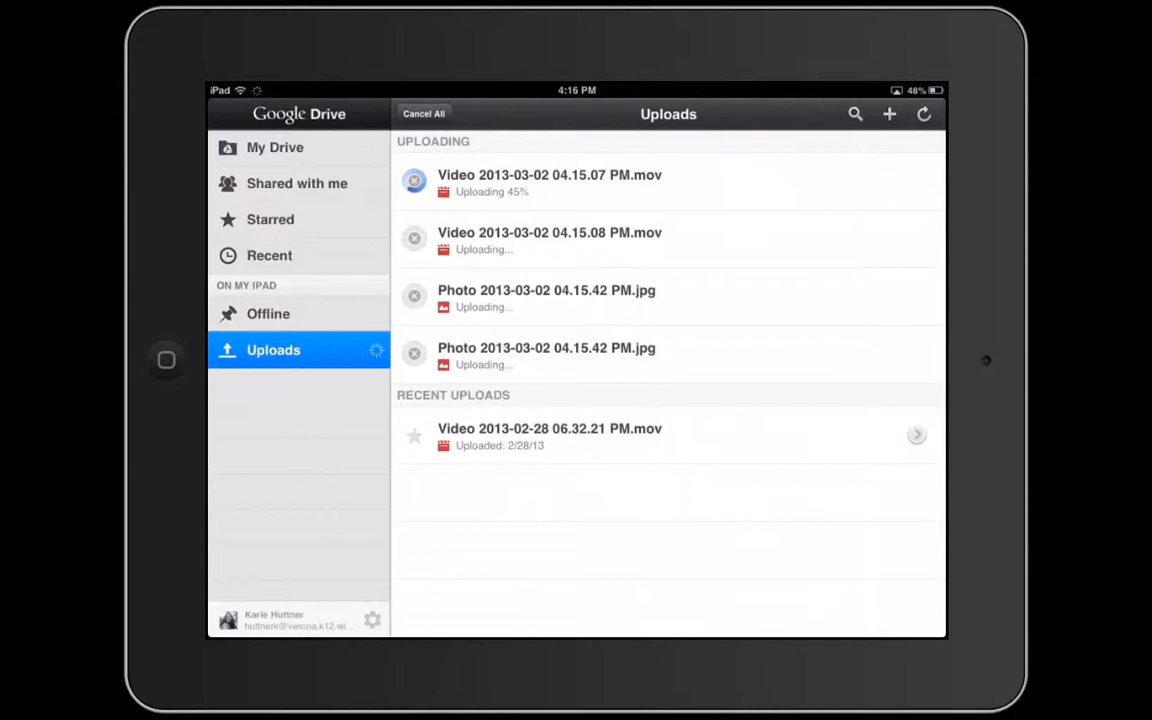 iPad
4:16 PM
48%
Google Drive
Cancel All
Uploads
My Drive
Shared with me
Starred
Recent
ON MY IPAD
Offline
Uploads
UPLOADING
Video 2013-03-02 04.15.07 PM.mov
Uploading 45%
Video 2013-03-02 04.15.08 PM.mov
Uploading...
Photo 2013-03-02 04.15.42 PM.jpg
Uploading...
Photo 2013-03-02 04.15.42 PM.jpg
Uploading...
RECENT UPLOADS
Video 2013-02-28 06.32.21 PM.mov
Uploaded: 2/28/13
Karie Huttner
huttnerk@verona.k12.wi...